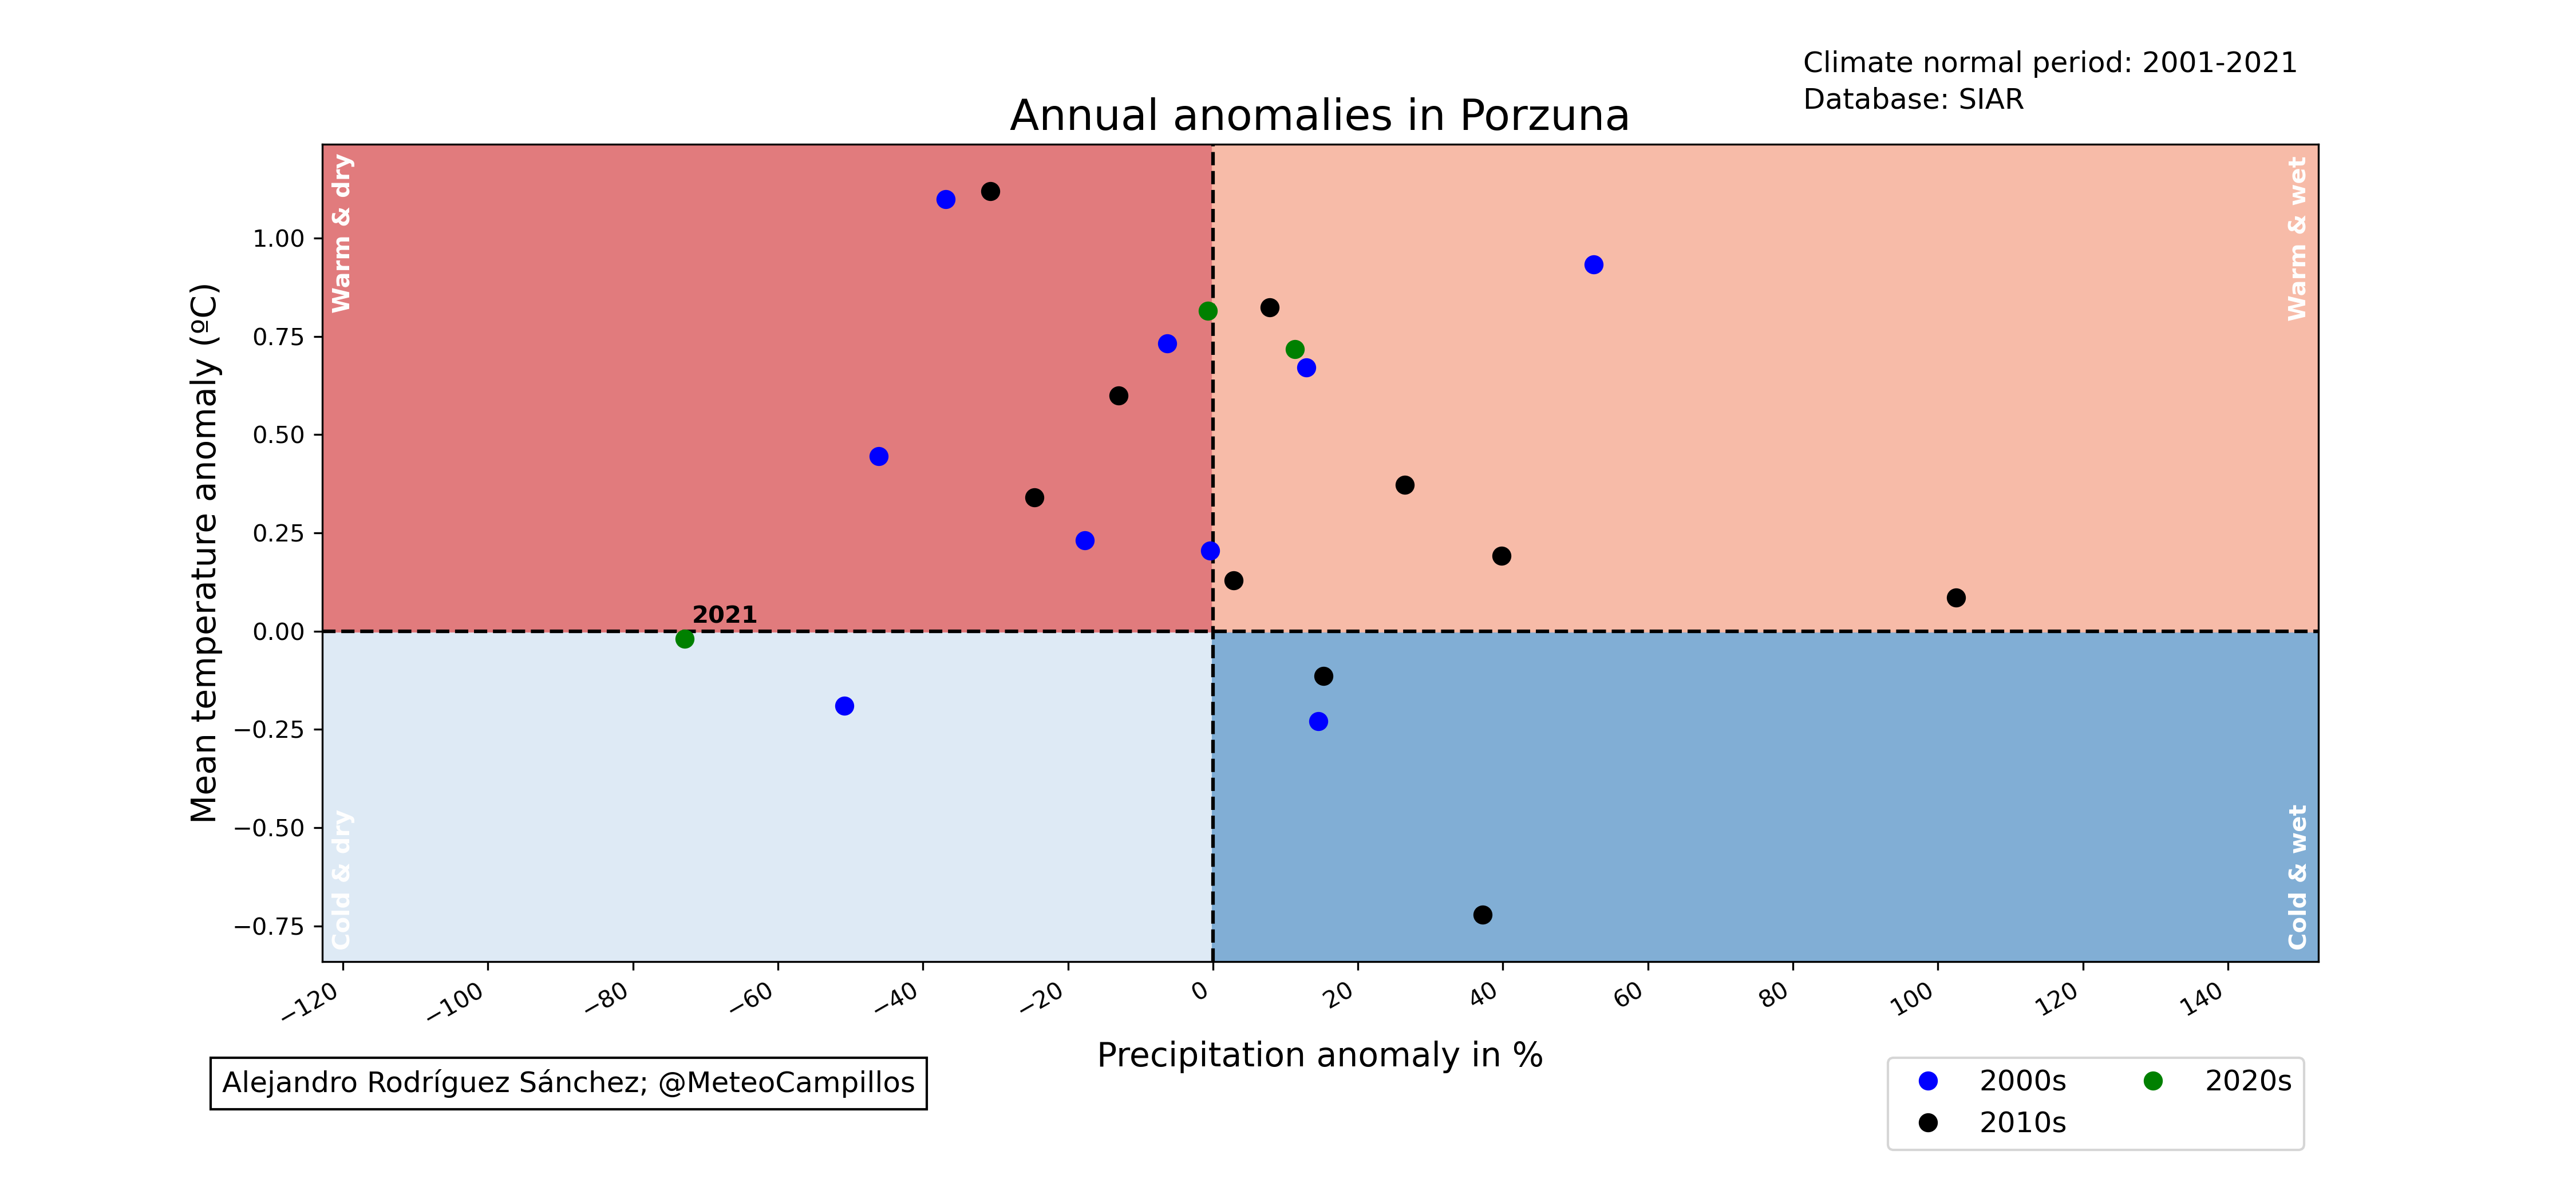 Climate normal period: 2001-2021
Database: SIAR
Annual anomalies in Porzuna
Warm & dry
Warm & wet
Mean temperature anomaly (ºC)
1.00
0.75
0.50
0.25
0.00
−0.25
−0.50
−0.75
2021
Cold & dry
Cold & wet
−120
−100
−80
−60
−40
−20
0
20
40
60
80
100
120
140
Precipitation anomaly in %
Alejandro Rodríguez Sánchez; @MeteoCampillos
2000s
2010s
2020s